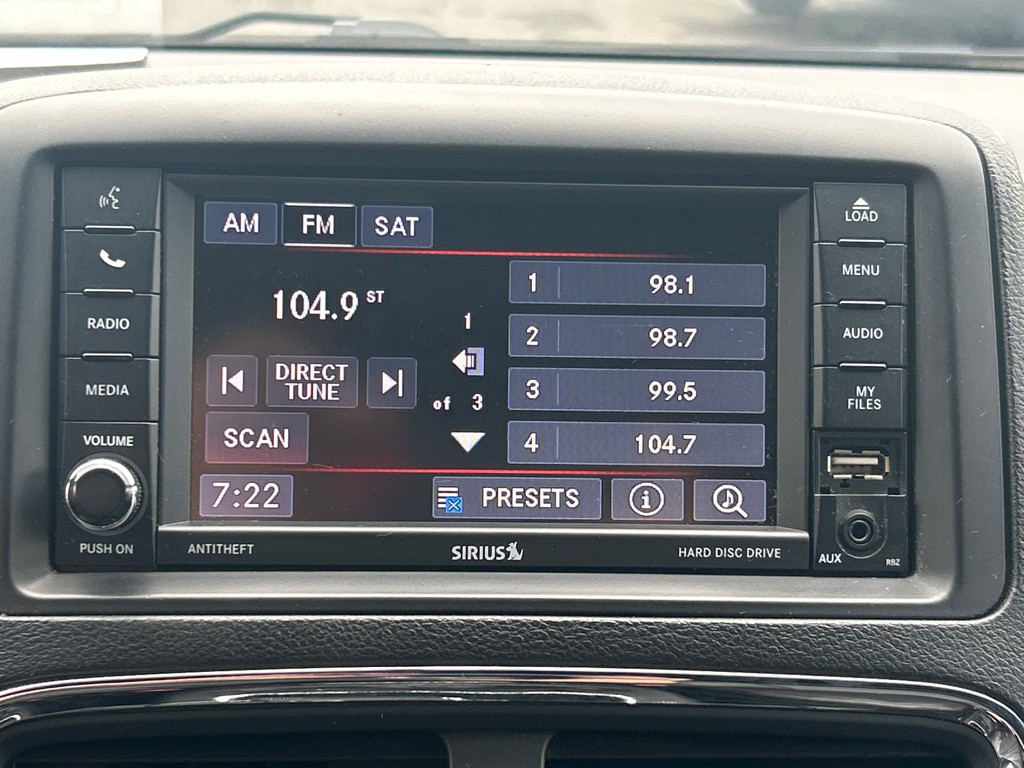 LOAD
AM FM SAT
1 98.1
MENU
104.9 ST
1
RADIO
2 98.7
AUDIO
DIRECT
TUNE
MEDIA
of 3
3 99.5
MY
FILES
VOLUME
SCAN
4 104.7
7:22
PRESETS
i
PUSH ON
ANTITHEFT
SIRIUS
HARD DISC DRIVE
AUX
RBZ